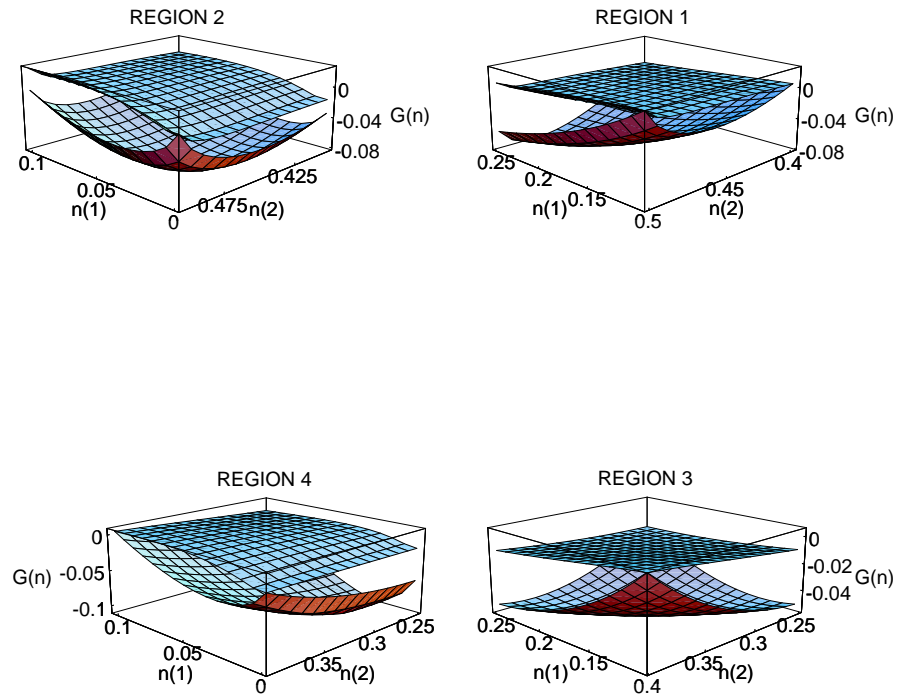 REGION 2
0
-0.04
G(n)
-0.08
0.1
0.05
n(1)
0
0.475
n(2)
0.425
REGION 1
0
-0.04
G(n)
-0.08
0.25
0.2
n(1)
0.15
0.5
0.45
n(2)
0.4
REGION 4
0
-0.05
G(n)
-0.1
0.1
0.05
n(1)
0
0.35
n(2)
0.3
0.25
REGION 3
0
-0.02
G(n)
-0.04
0.25
0.2
n(1)
0.15
0.4
0.35
n(2)
0.3
0.25